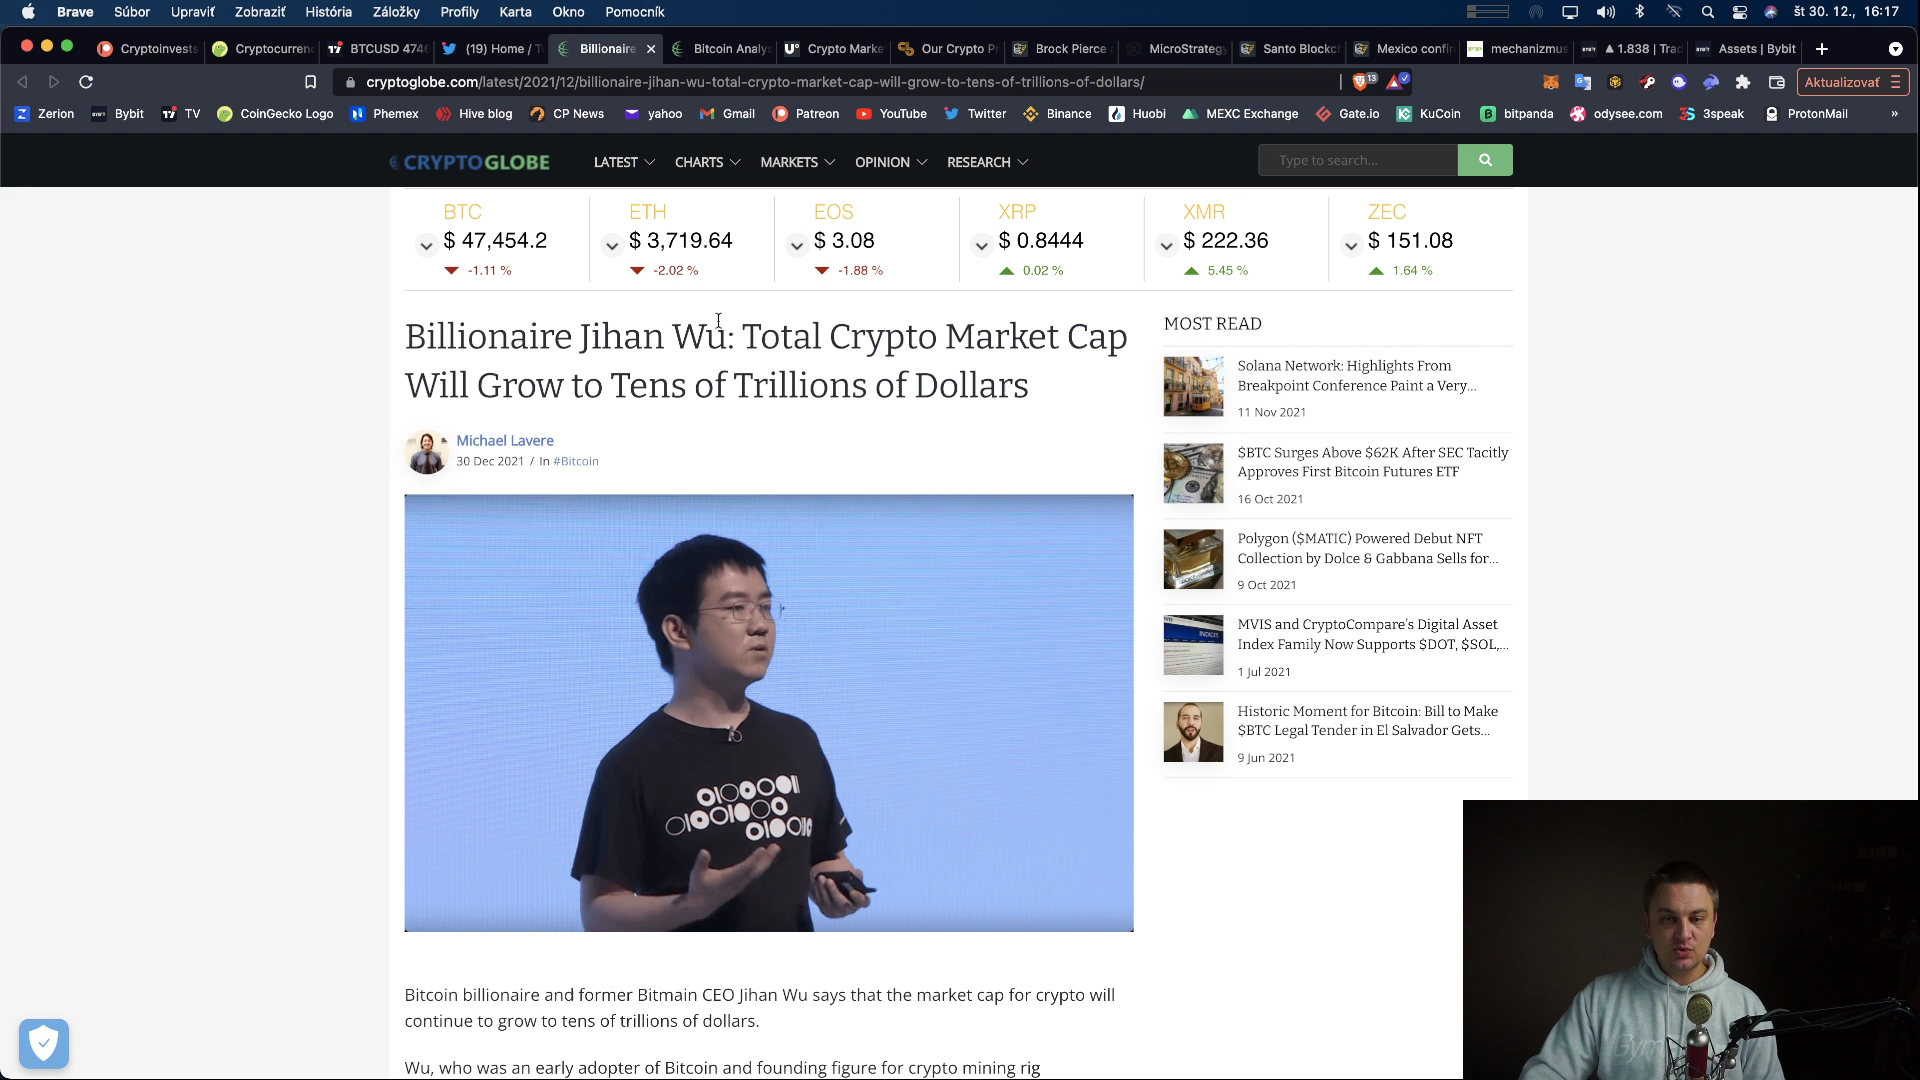 Brave Súbor Upraviť Zobraziť História Záložky Profily Karta Okno Pomocník št 30. 12., 16:17
Cryptoinvest Cryptocurren BTCUSD 474 (19) Home / T Billionaire Bitcoin Analys Crypto Marke Our Crypto P Brock Pierce MicroStrateg Santo Blockc Mexico confir mechanizmus 1.838 | Trad Assets | Bybit
cryptoglobe.com/latest/2021/12/billionaire-jihan-wu-total-crypto-market-cap-will-grow-to-tens-of-trillions-of-dollars/ 13 Aktualizovať
Zerion Bybit TV CoinGecko Logo Phemex Hive blog CP News yahoo Gmail Patreon YouTube Twitter Binance Huobi MEXC Exchange Gate.io KuCoin bitpanda odysee.com 3speak ProtonMail »
CRYPTOGLOBE LATEST CHARTS MARKETS OPINION RESEARCH Type to search...
BTC ETH EOS XRP XMR ZEC
$ 47,454.2 $ 3,719.64 $ 3.08 $ 0.8444 $ 222.36 $ 151.08
-1.11 % -2.02 % -1.88 % 0.02 % 5.45 % 1.64 %
Billionaire Jihan Wu: Total Crypto Market Cap
Will Grow to Tens of Trillions of Dollars
Michael Lavere
30 Dec 2021 / In #Bitcoin
Bitcoin billionaire and former Bitmain CEO Jihan Wu says that the market cap for crypto will
continue to grow to tens of trillions of dollars.
Wu, who was an early adopter of Bitcoin and founding figure for crypto mining rig
MOST READ
Solana Network: Highlights From
Breakpoint Conference Paint a Very...
11 Nov 2021
$BTC Surges Above $62K After SEC Tacitly
Approves First Bitcoin Futures ETF
16 Oct 2021
Polygon ($MATIC) Powered Debut NFT
Collection by Dolce & Gabbana Sells for...
9 Oct 2021
MVIS and CryptoCompare's Digital Asset
Index Family Now Supports $DOT, $SOL,...
1 Jul 2021
Historic Moment for Bitcoin: Bill to Make
$BTC Legal Tender in El Salvador Gets...
9 Jun 2021